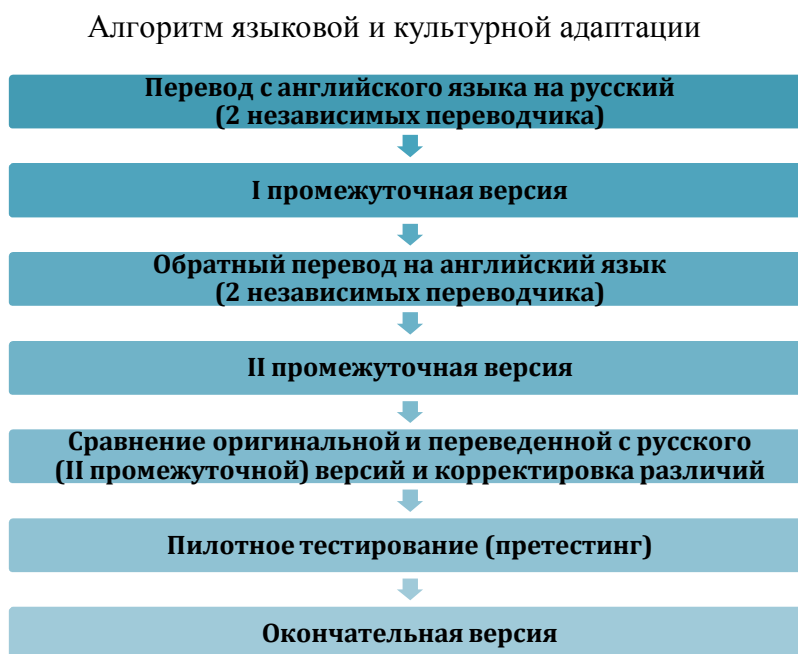 Алгоритм языковой и культурной адаптации
Перевод с английского языка на русский
(2 независимых переводчика)
I промежуточная версия
Обратный перевод на английский язык
(2 независимых переводчика)
II промежуточная версия
Сравнение оригинальной и переведенной с русского
(II промежуточной) версий и корректировка различий
Пилотное тестирование (претестинг)
Окончательная версия